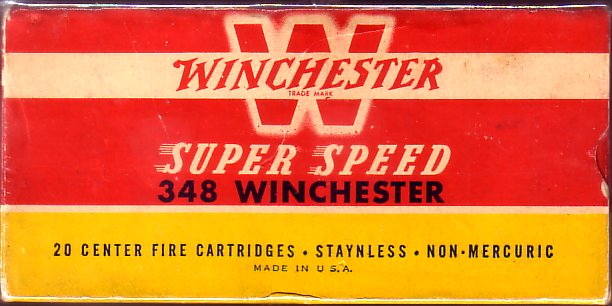 W
WINCHESTER
TRADE MARK
SUPER SPEED
348 WINCHESTER
20 CENTER FIRE CARTRIDGES • STAYNLESS • NON-MERCURIC
MADE IN U.S.A.